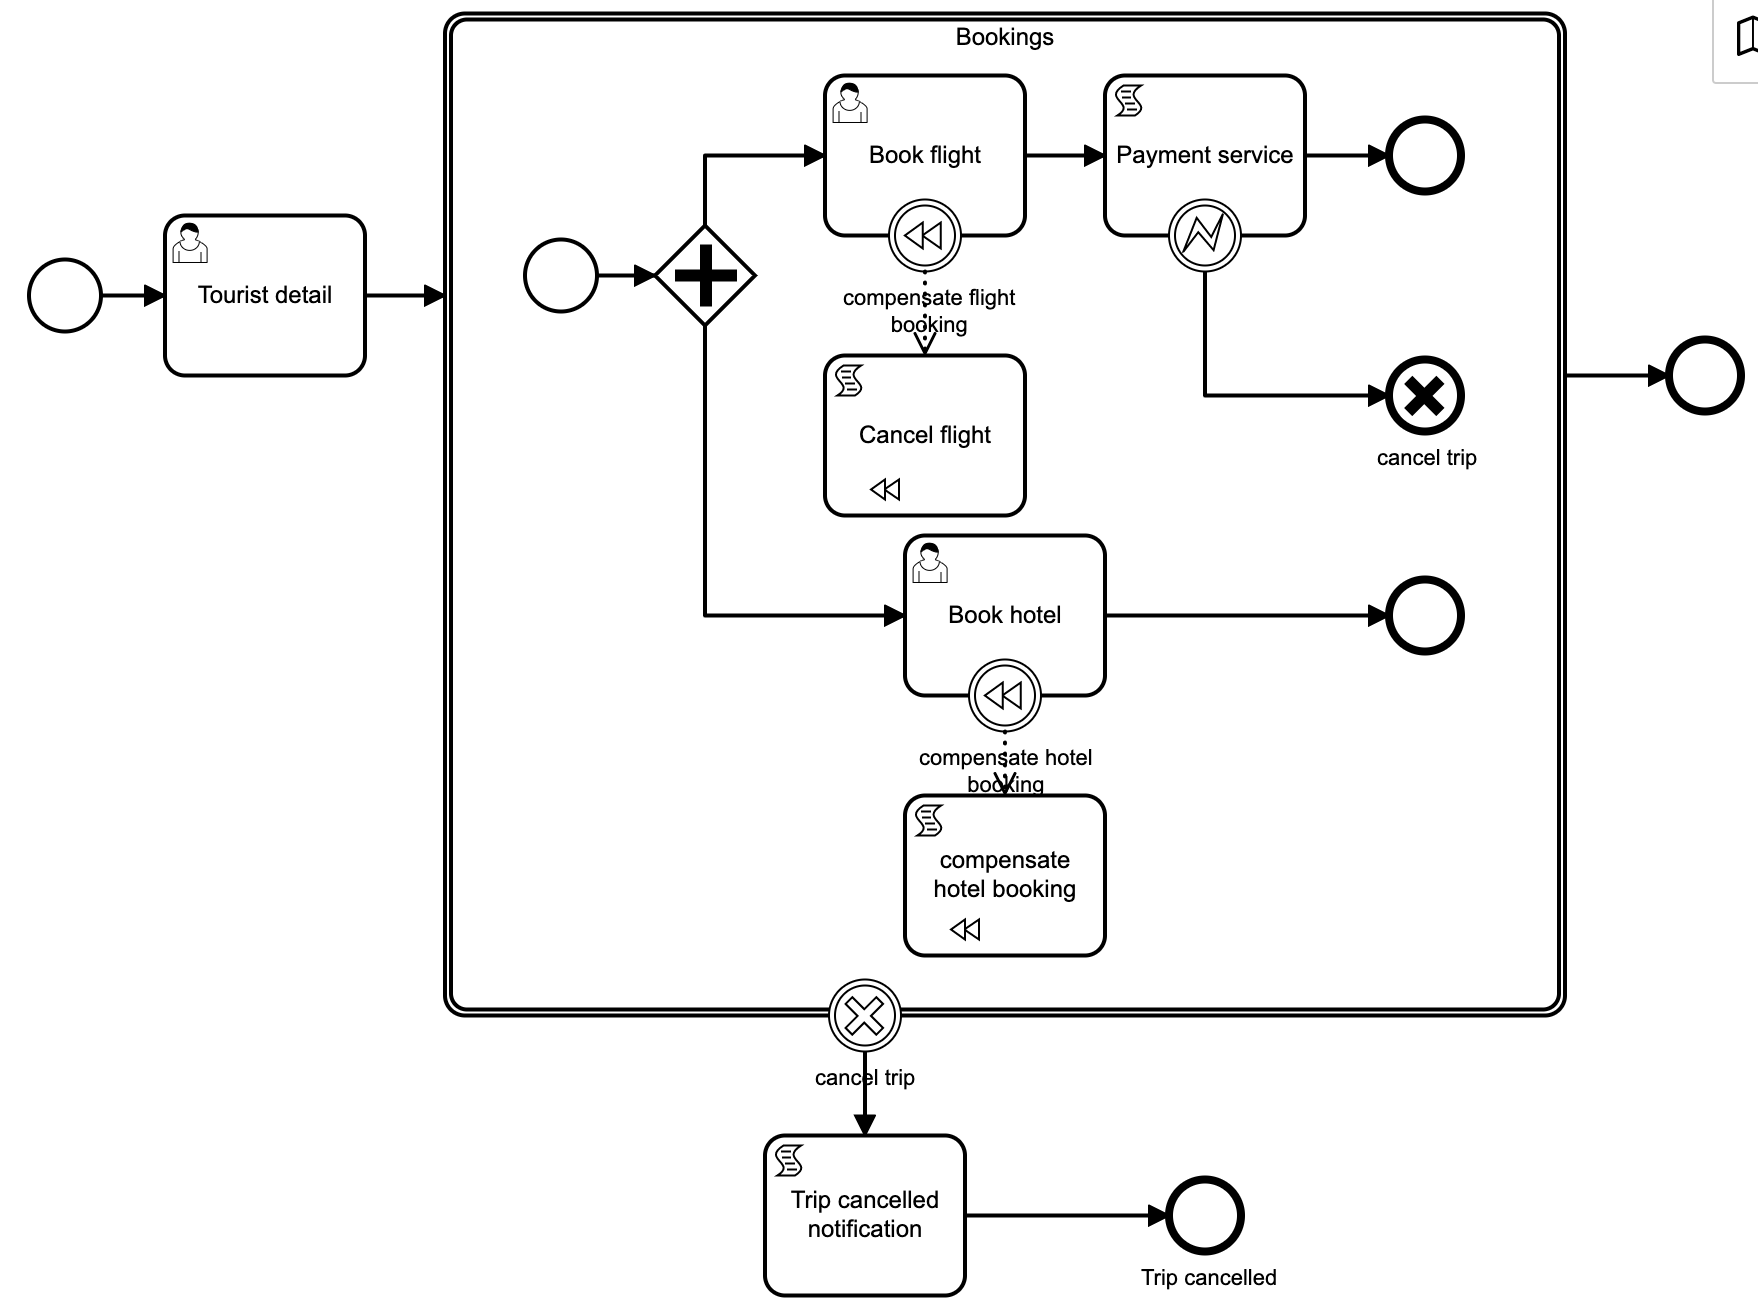 Bookings
Book flight
Payment service
Tourist detail
compensate flight
booking
Cancel flight
cancel trip
Book hotel
compensate hotel
booking
compensate
hotel booking
cancel trip
Trip cancelled
notification
Trip cancelled